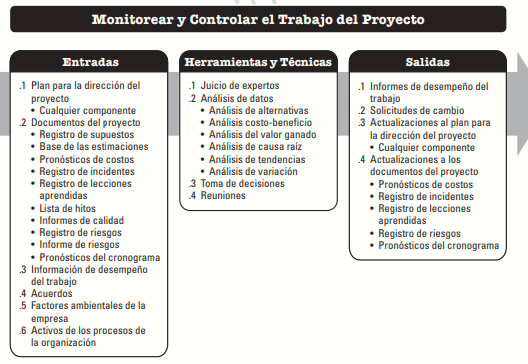 Monitorear y Controlar el Trabajo del Proyecto
Entradas
.1 Plan para la dirección del
proyecto
• Cualquier componente
.2 Documentos del proyecto
• Registro de supuestos
• Base de las estimaciones
• Pronósticos de costos
• Registro de incidentes
• Registro de lecciones
aprendidas
• Lista de hitos
• Informes de calidad
• Registro de riesgos
• Informe de riesgos
• Pronósticos del cronograma
.3 Información de desempeño
del trabajo
.4 Acuerdos
.5 Factores ambientales de la
empresa
.6 Activos de los procesos de
la organización
Herramientas y Técnicas
.1 Juicio de expertos
.2 Análisis de datos
• Análisis de alternativas
• Análisis costo-beneficio
• Análisis del valor ganado
• Análisis de causa raíz
• Análisis de tendencias
• Análisis de variación
.3 Toma de decisiones
.4 Reuniones
Salidas
.1 Informes de desempeño del
trabajo
.2 Solicitudes de cambio
.3 Actualizaciones al plan para
la dirección del proyecto
• Cualquier componente
.4 Actualizaciones a los
documentos del proyecto
• Pronósticos de costos
• Registro de incidentes
• Registro de lecciones
aprendidas
• Registro de riesgos
• Pronósticos del cronograma